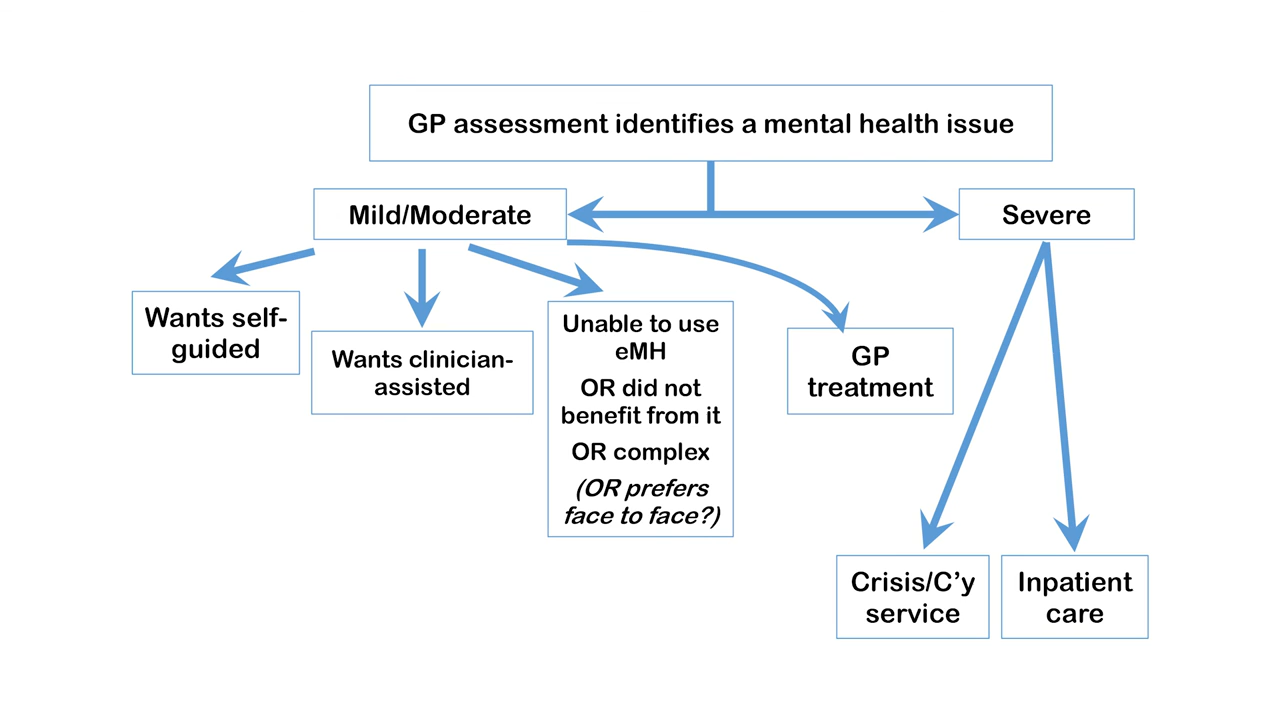 GP assessment identifies a mental health issue
Mild/Moderate
Severe
Wants self-
guided
Wants clinician-
assisted
Unable to use
eMH
OR did not
benefit from it
OR complex
(OR prefers
face to face?)
GP
treatment
Crisis/C’y
service
Inpatient
care